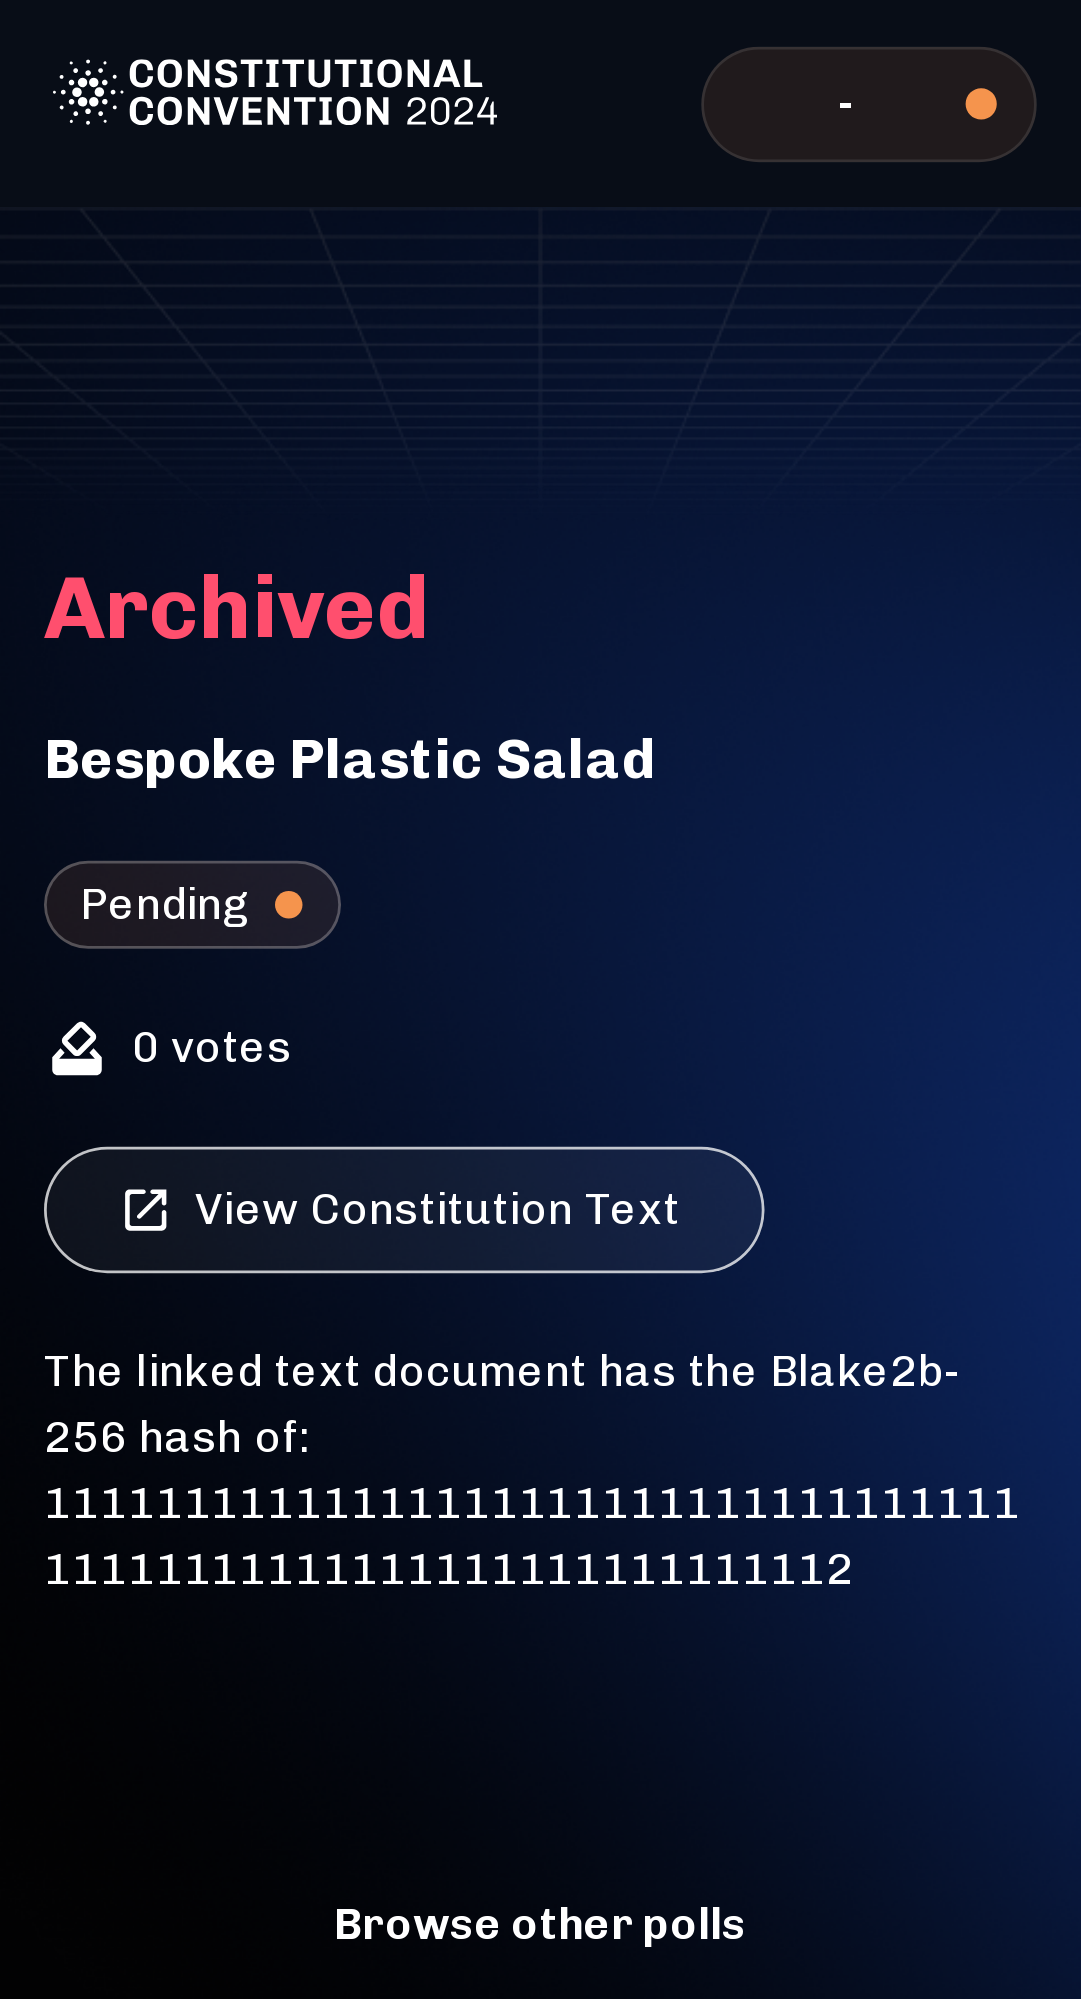 CONSTITUTIONAL
CONVENTION 2024
-
Archived
Bespoke Plastic Salad
Pending
0 votes
View Constitution Text
The linked text document has the Blake2b-
256 hash of:
11111111111111111111111111111111111
11111111111111111111111111112
Browse other polls